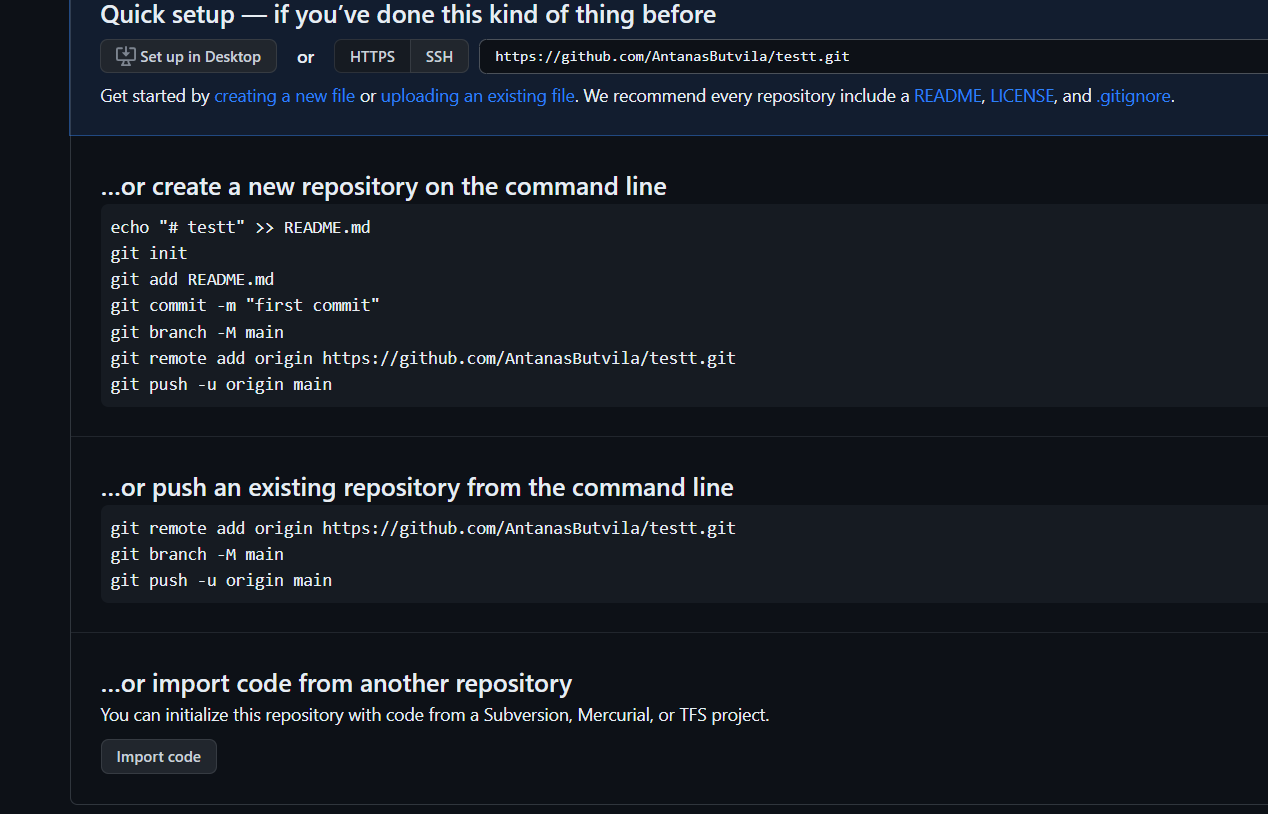 Quick setup — if you’ve done this kind of thing before
Set up in Desktop or HTTPS SSH https://github.com/AntanasButvila/testt.git
Get started by creating a new file or uploading an existing file. We recommend every repository include a README, LICENSE, and .gitignore.
…or create a new repository on the command line
echo "# testt" >> README.md
git init
git add README.md
git commit -m "first commit"
git branch -M main
git remote add origin https://github.com/AntanasButvila/testt.git
git push -u origin main
…or push an existing repository from the command line
git remote add origin https://github.com/AntanasButvila/testt.git
git branch -M main
git push -u origin main
…or import code from another repository
You can initialize this repository with code from a Subversion, Mercurial, or TFS project.
Import code